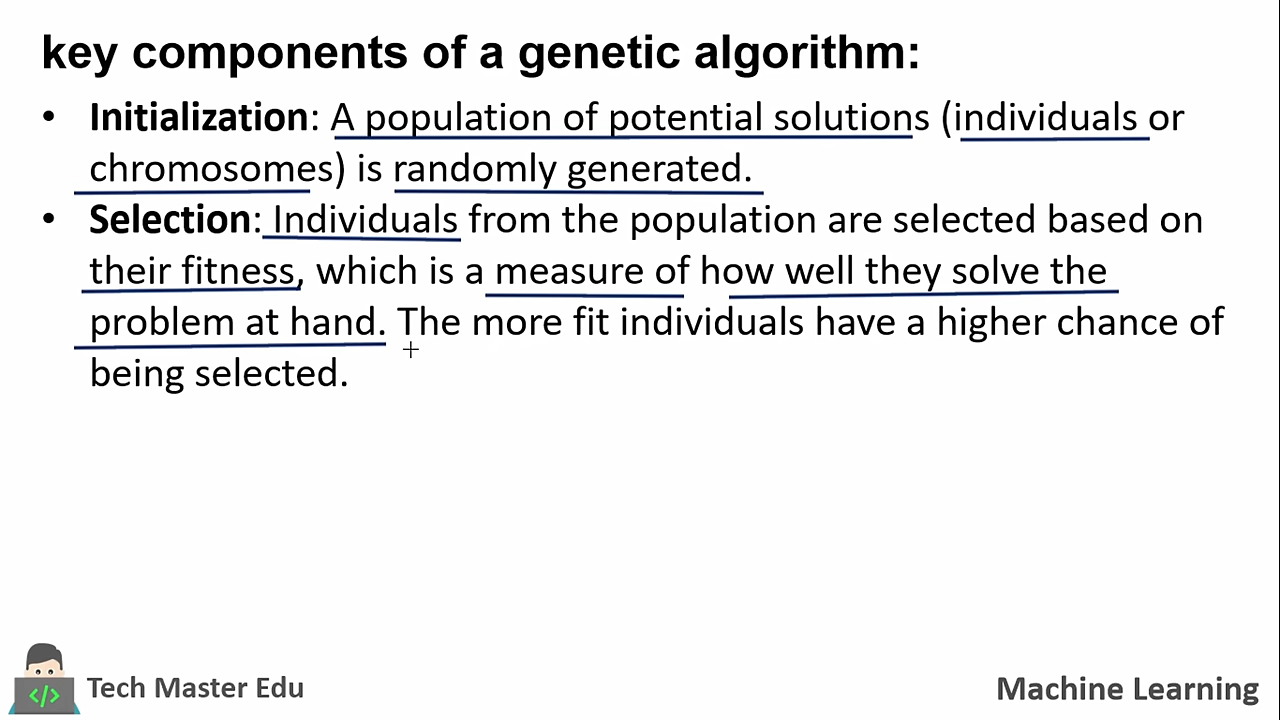 key components of a genetic algorithm:
• Initialization: A population of potential solutions (individuals or
chromosomes) is randomly generated.
• Selection: Individuals from the population are selected based on
their fitness, which is a measure of how well they solve the
problem at hand. The more fit individuals have a higher chance of
being selected.
</>
Tech Master Edu
Machine Learning